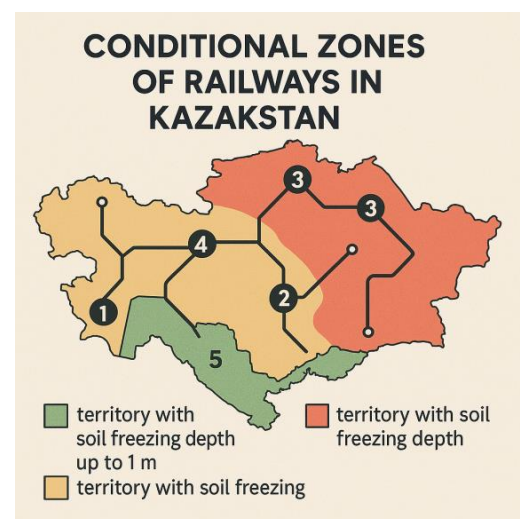 CONDITIONAL ZONES
OF RAILWAYS IN
KAZAKSTAN
3
3
4
2
1
5
territory with
soil freezing depth
up to 1 m
territory with soil freezing
territory with soil
freezing depth